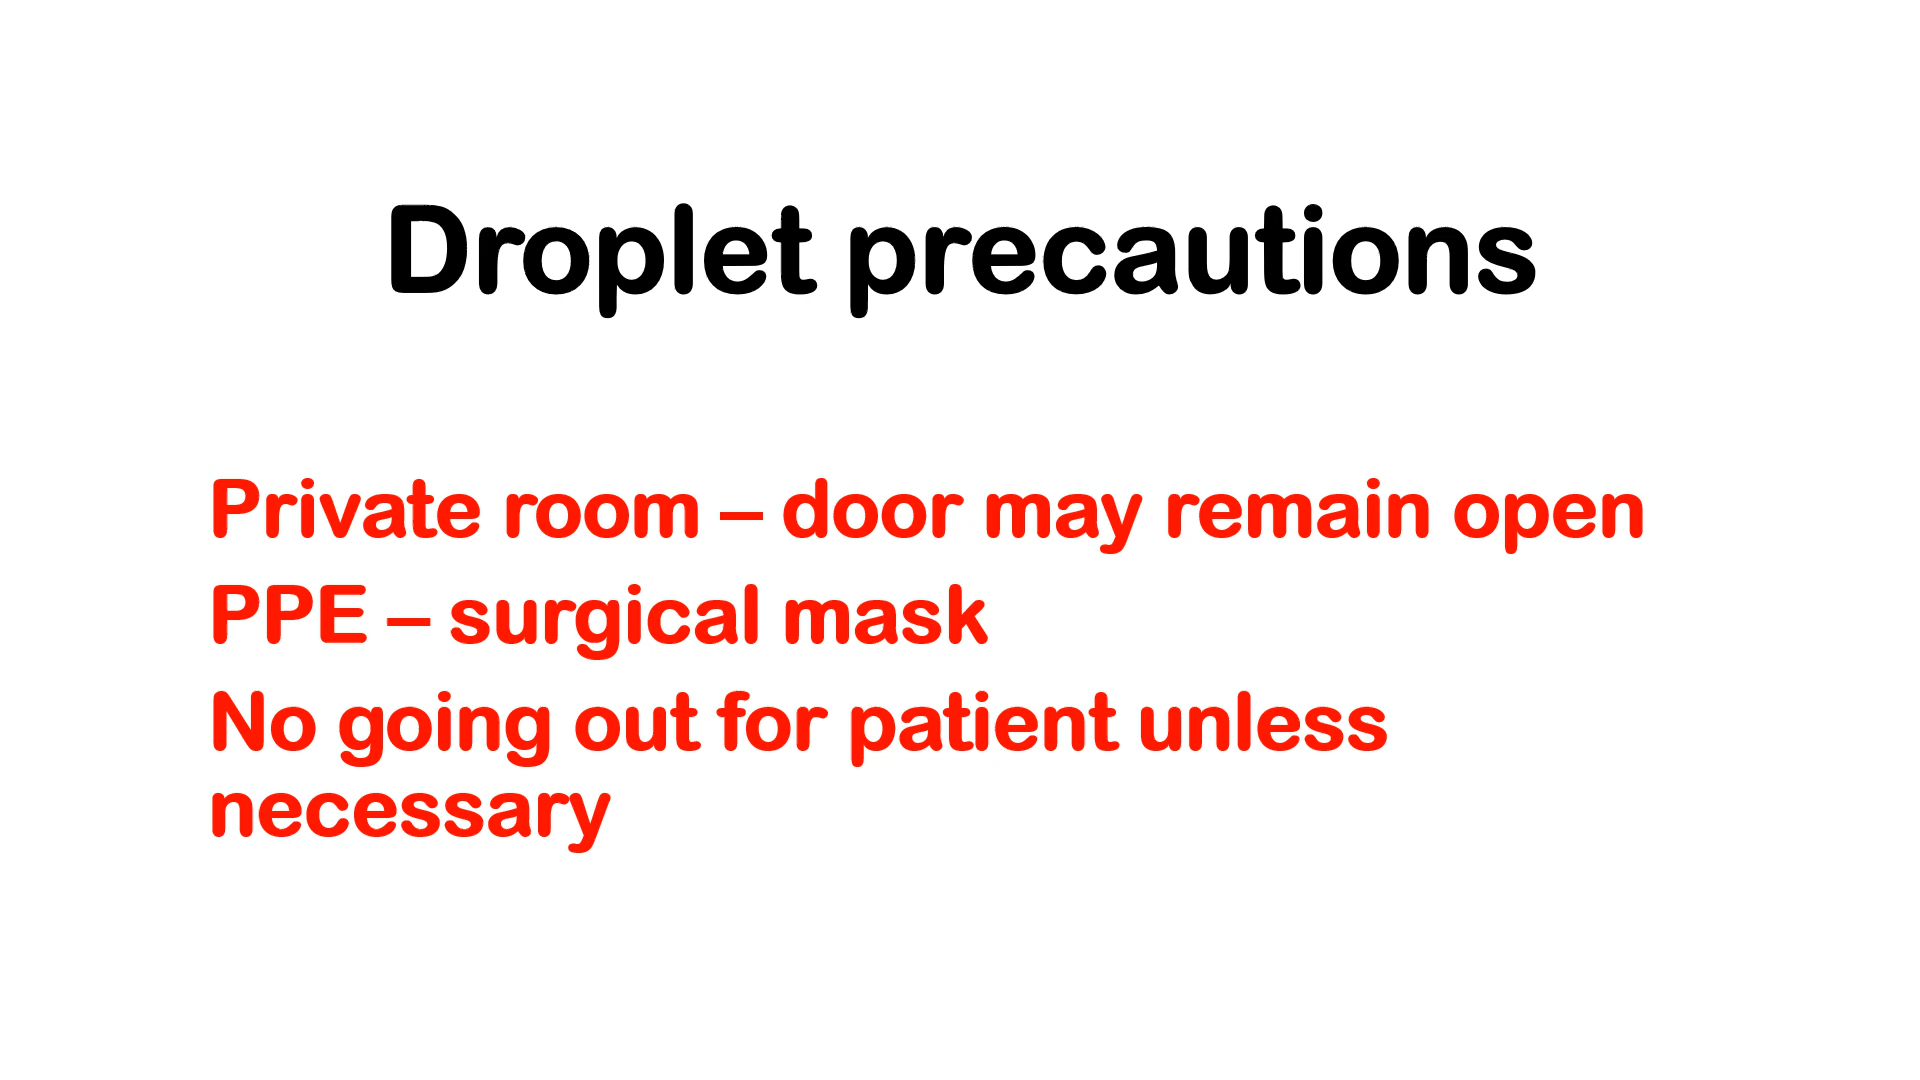 Droplet precautions
Private room – door may remain open
PPE – surgical mask
No going out for patient unless
necessary